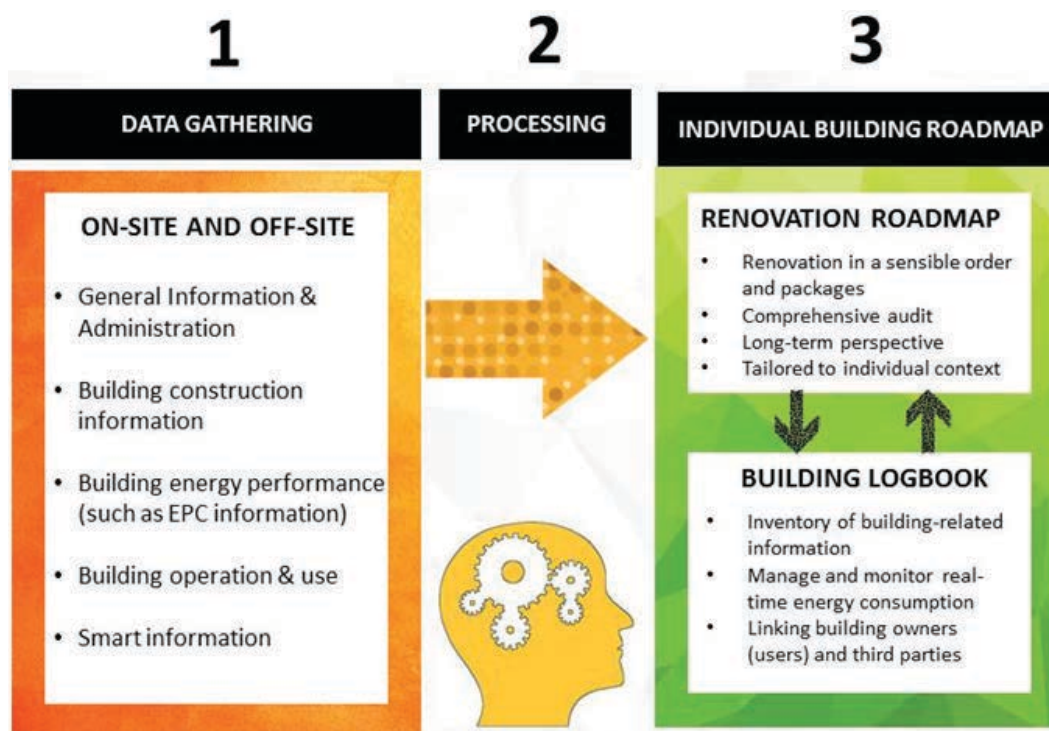 1
DATA GATHERING
ON-SITE AND OFF-SITE
• General Information &
Administration
• Building construction
information
• Building energy performance
(such as EPC information)
• Building operation & use
• Smart information
2
PROCESSING
3
INDIVIDUAL BUILDING ROADMAP
RENOVATION ROADMAP
• Renovation in a sensible order
and packages
• Comprehensive audit
• Long-term perspective
• Tailored to individual context
BUILDING LOGBOOK
• Inventory of building-related
information
• Manage and monitor real-
time energy consumption
• Linking building owners
(users) and third parties